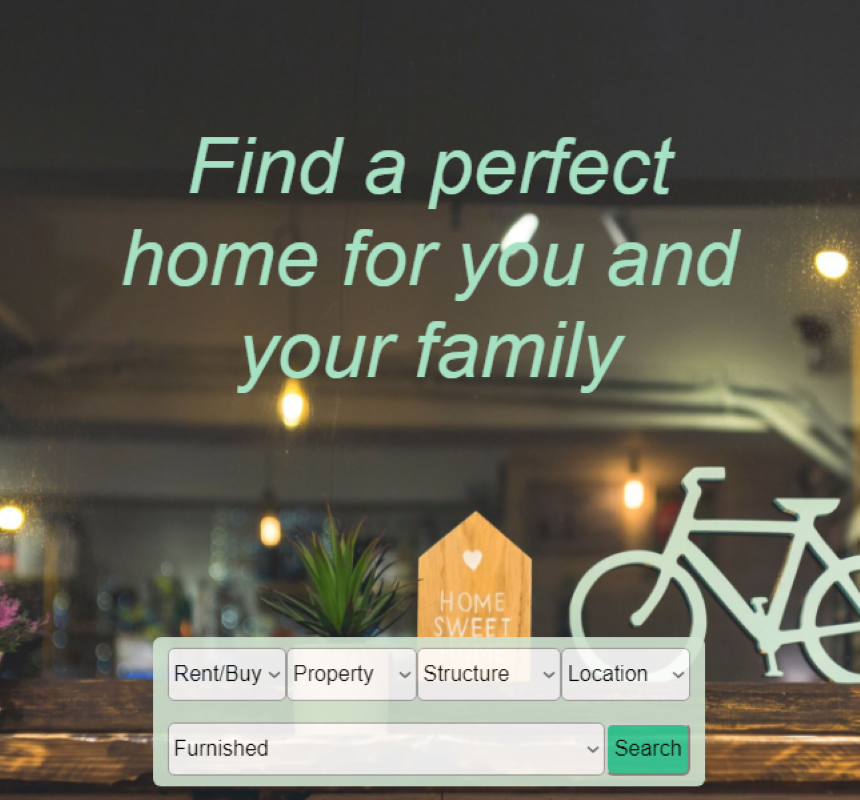 Find a perfect
home for you and
your family
HOME
SWEET
Rent/Buy Property Structure Location
Furnished Search